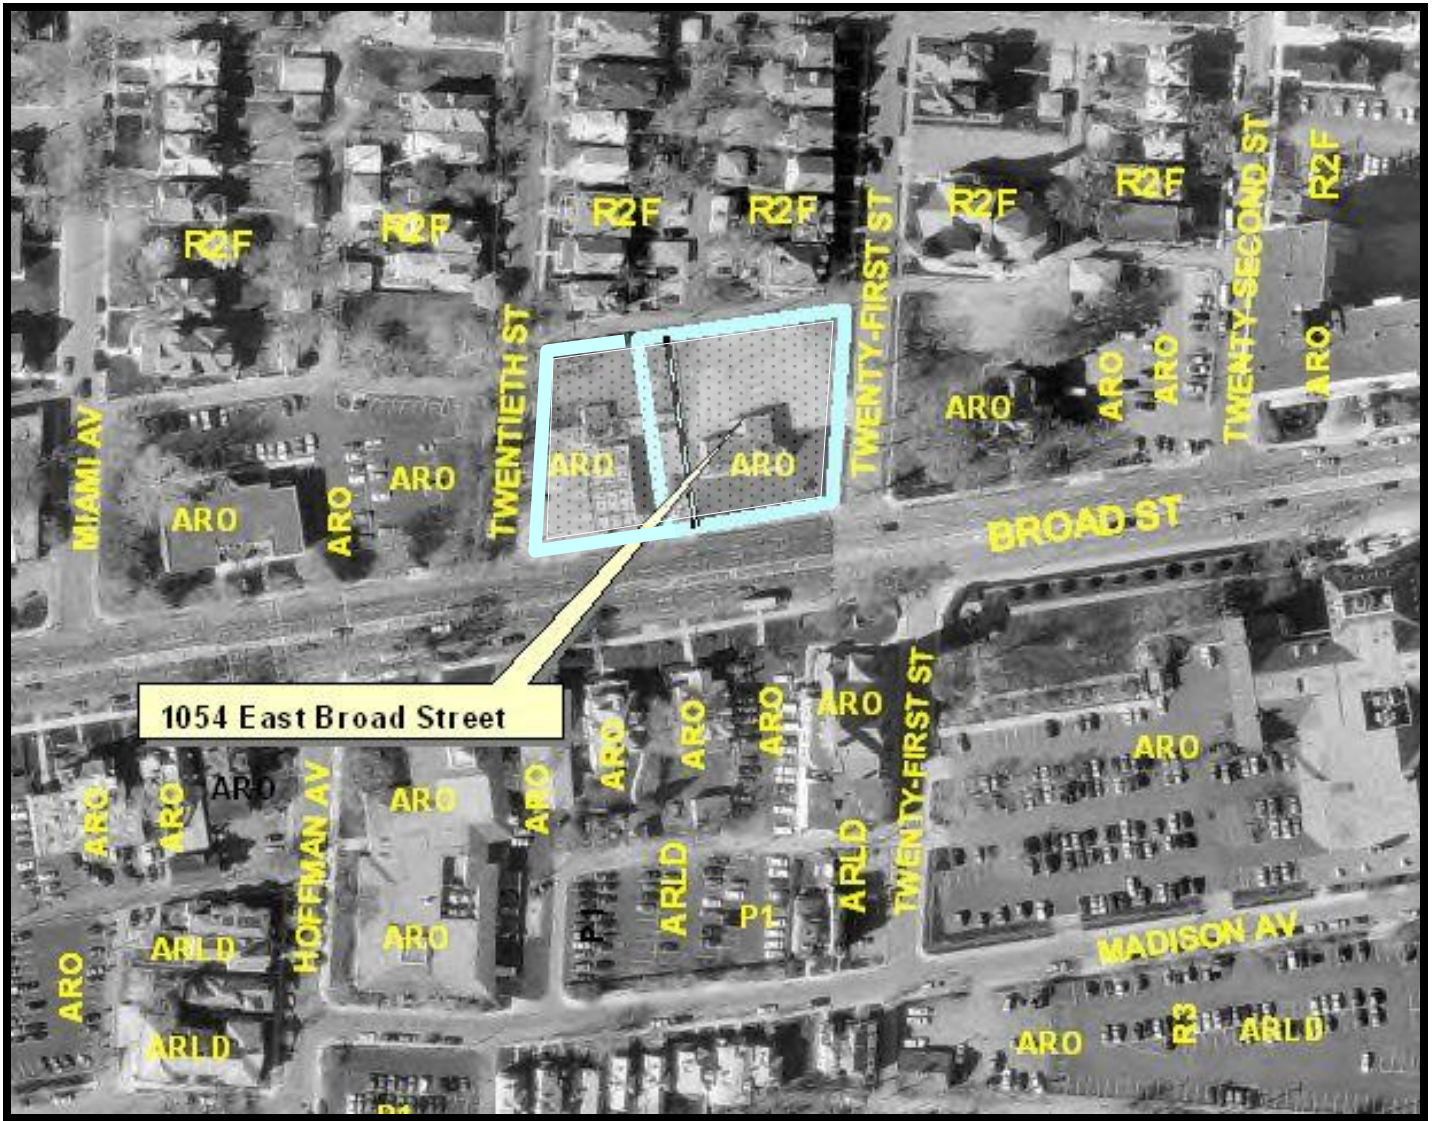 TWENTY-SECOND ST
R2F
R2F
R2F
R2F
R2F
R2F
R2F
TWENTY-FIRST ST
TWENTIETH ST
MIAMI AV
ARO
ARO
ARO
ARO
ARO
ARO
ARO
ARO
ARO
ARO
BROAD ST
1054 East Broad Street
TWENTY-FIRST ST
ARO
ARO
ARO
ARO
ARO
ARO
ARO
ARO
ARO
ARO
HOFFMAN AV
ARLD
ARLD
P1
P1
ARO
ARLD
MADISON AV
ARO
ARLD
ARO
R3
ARLD
P1